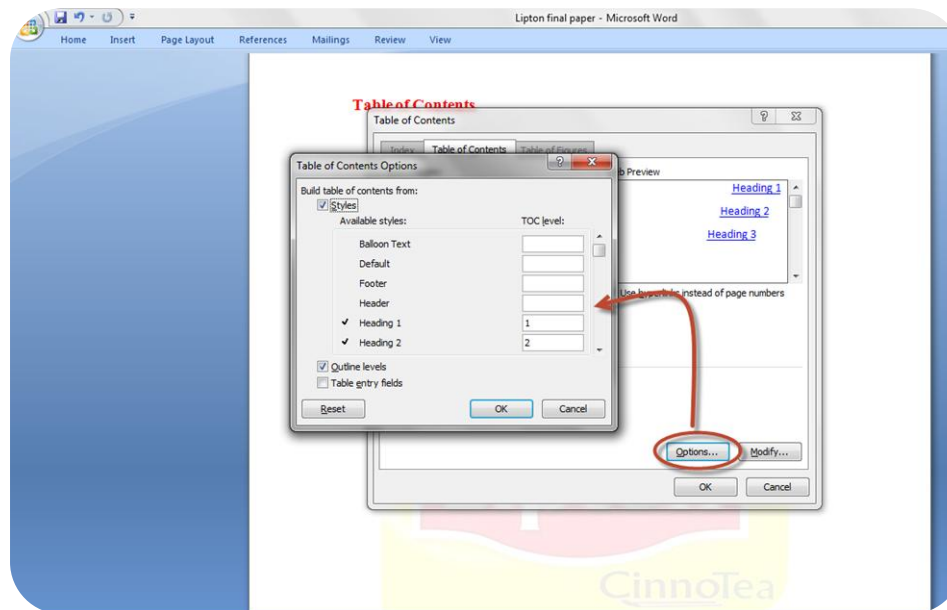 Lipton final paper - Microsoft Word
Home Insert Page Layout References Mailings Review View
Table of Contents
Table of Contents
Index Table of Contents Table of Figures
Table of Contents Options
Build table of contents from:
Styles
Available styles: TOC level:
Balloon Text
Default
Footer
Header
Heading 1 1
Heading 2 2
Outline levels
Table entry fields
Reset OK Cancel
Preview
Heading 1
Heading 2
Heading 3
Use hyperlinks instead of page numbers
Options... Modify...
OK Cancel
CinnoTea